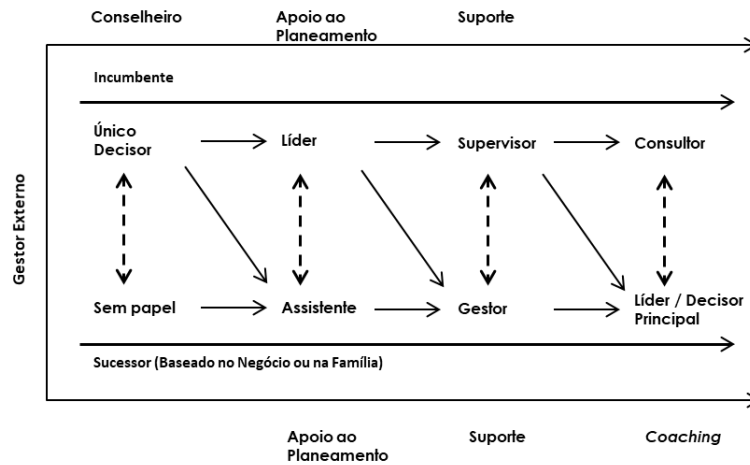 Conselheiro
Apoio ao
Planeamento
Suporte
Incumbente
Único
Decisor
Líder
Supervisor
Consultor
Gestor Externo
Sem papel
Assistente
Gestor
Líder / Decisor
Principal
Sucessor (Baseado no Negócio ou na Família)
Apoio ao
Planeamento
Suporte
Coaching